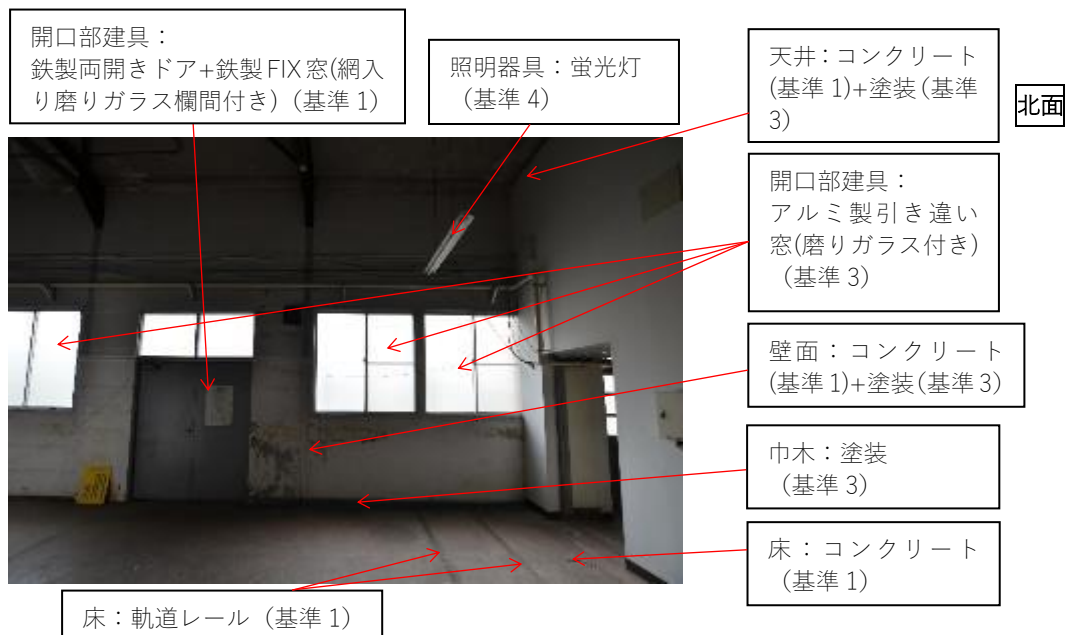 開口部建具：
鉄製両開きドア+鉄製FIX窓(網入
り磨りガラス欄間付き)（基準1）
照明器具：蛍光灯
（基準4）
天井：コンクリート
(基準1)+塗装(基準
3)
北面
開口部建具：
アルミ製引き違い
窓(磨りガラス付き)
（基準3）
壁面：コンクリート
(基準1)+塗装(基準3)
巾木：塗装
（基準3）
床：コンクリート
（基準1）
床：軌道レール（基準1）